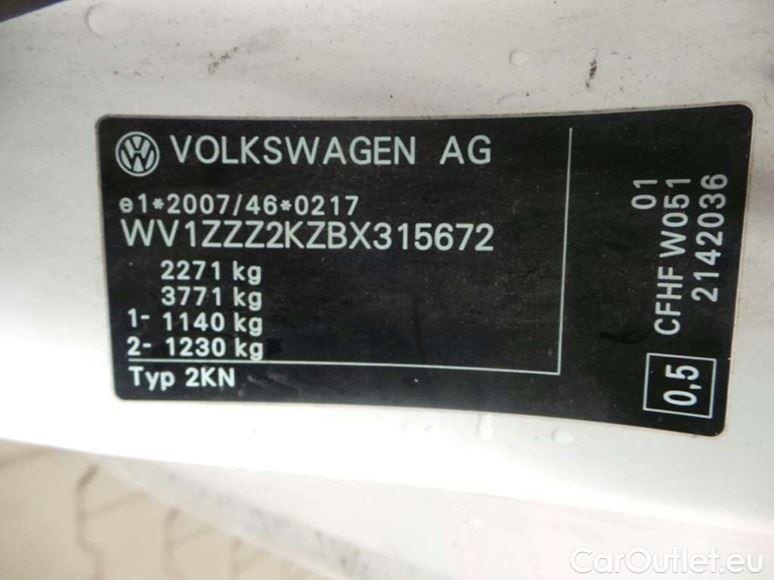 VOLKSWAGEN AG
e1*2007/46*0217
WV1ZZZ2KZBX315672
2271 kg
3771 kg
1- 1140 kg
2- 1230 kg
Typ 2KN
01
CFHF W051
2142036
0,5
CarOutlet.eu